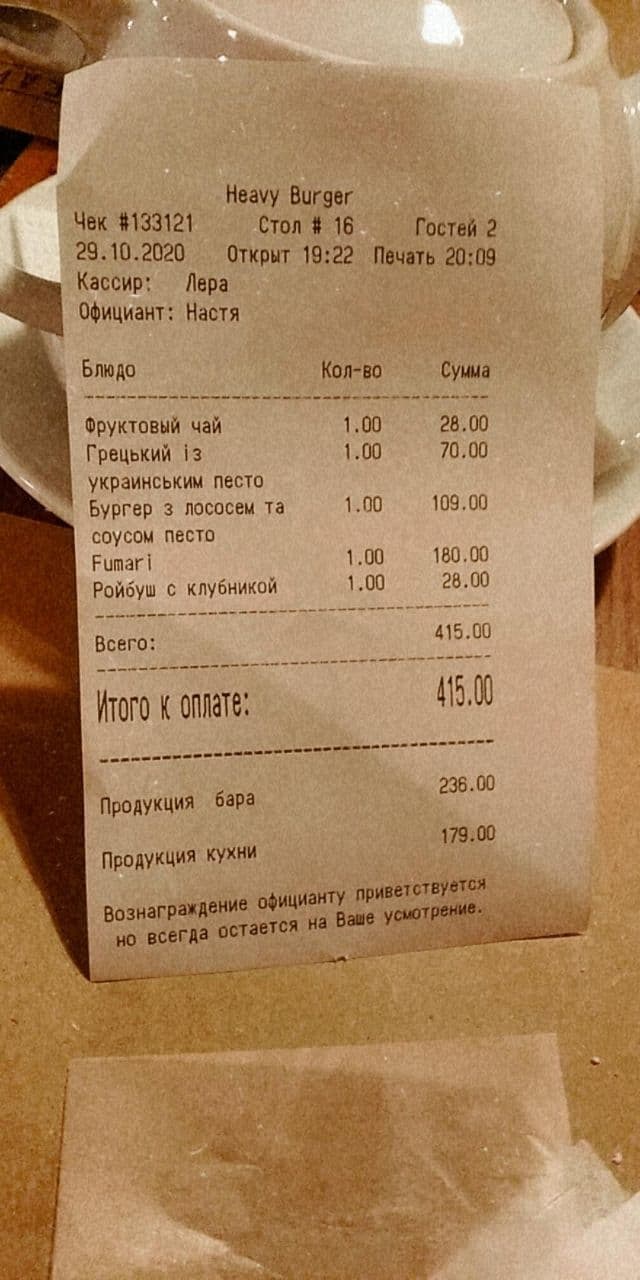 Heavy Burger
Чек #133121 Стол # 16 Гостей 2
29.10.2020 Открыт 19:22 Печать 20:09
Кассир: Лера
Официант: Настя
Блюдо Кол-во Сумма
Фруктовый чай 1.00 28.00
Грецький із 1.00 70.00
украинським песто
Бургер з лососем та 1.00 109.00
соусом песто
Fumari 1.00 180.00
Ройбуш с клубникой 1.00 28.00
Всего: 415.00
Итого к оплате: 415.00
Продукция бара 236.00
Продукция кухни 179.00
Вознаграждение официанту приветствуется
но всегда остается на Ваше усмотрение.